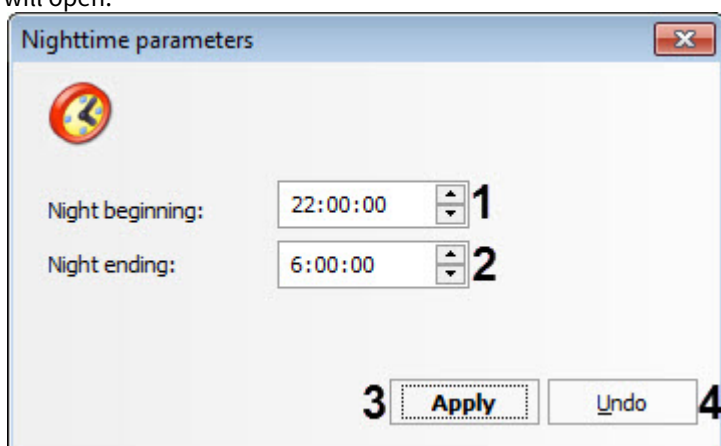 will open.
Nighttime parameters
Night beginning: 22:00:00 1
Night ending: 6:00:00 2
3 Apply Undo 4